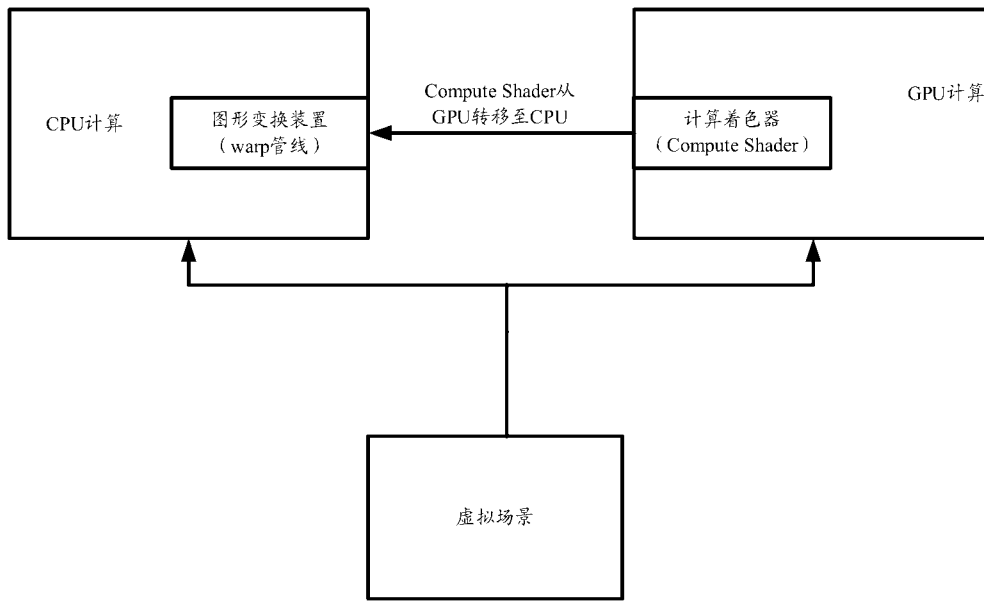 CPU计算
图形变换装置
（warp管线）
Compute Shader从
GPU转移至CPU
计算着色器
（Compute Shader）
GPU计算
虚拟场景